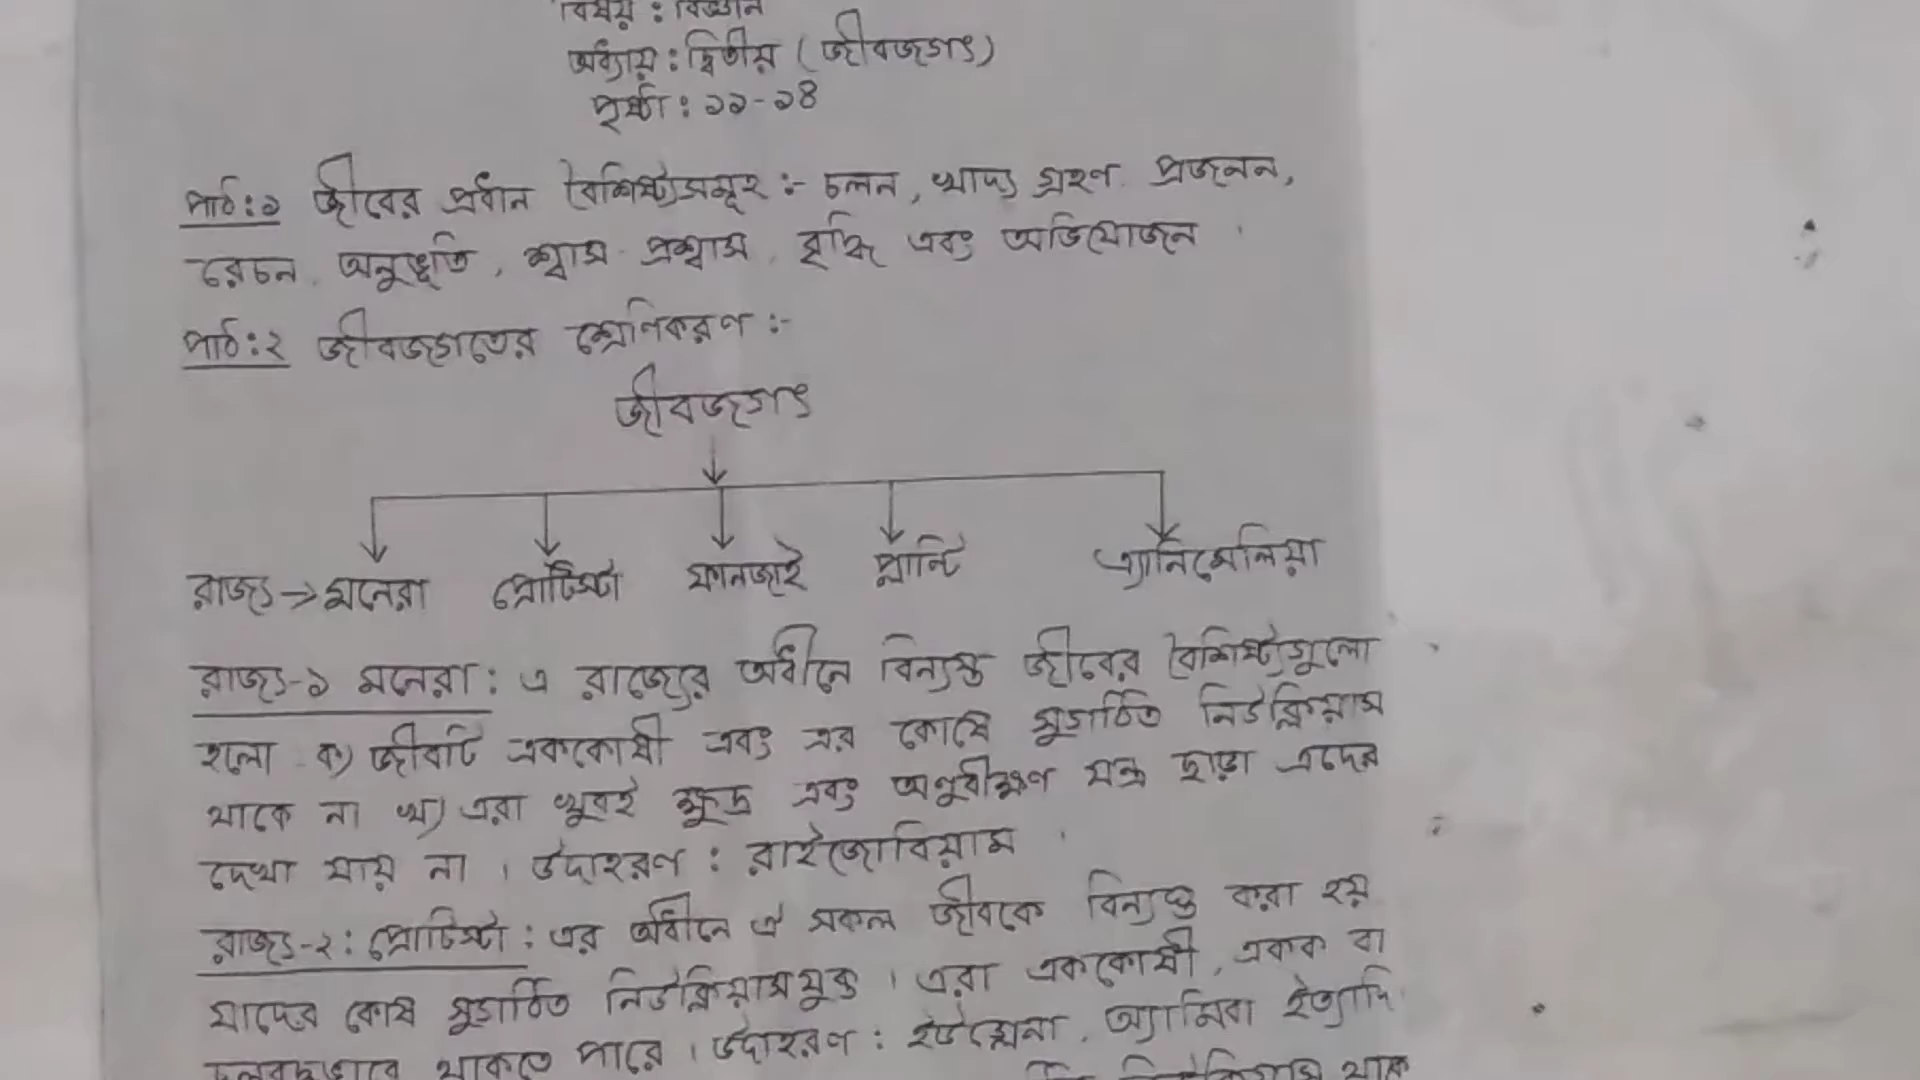 বিষয় : বিজ্ঞান
অধ্যায় : দ্বিতীয় (জীবজগৎ)
পৃষ্ঠা : ১১-১৪
পাঠ:১ জীবের প্রধান বৈশিষ্ট্যসমূহ :- চলন, খাদ্য গ্রহণ, প্রজনন,
রেচন, অনুভূতি, শ্বাস-প্রশ্বাস, বৃদ্ধি এবং অভিযোজন ।
পাঠ:২ জীবজগতের শ্রেণিকরণ :-
জীবজগৎ
রাজ্য → মনেরা প্রোটিস্টা ফানজাই প্লান্টি এ্যানিমেলিয়া
রাজ্য-১ মনেরা : এ রাজ্যের অধীনে বিন্যস্ত জীবের বৈশিষ্ট্যগুলো
হলো ক) জীবটি এককোষী এবং এর কোষে সুগঠিত নিউক্লিয়াস
থাকে না খ) এরা খুবই ক্ষুদ্র এবং অণুবীক্ষণ যন্ত্র ছাড়া এদের
দেখা যায় না । উদাহরণ : রাইজোবিয়াম ।
রাজ্য-২ : প্রোটিস্টা : এর অধীনে ঐ সকল জীবকে বিন্যস্ত করা হয়
যাদের কোষ সুগঠিত নিউক্লিয়াসযুক্ত । এরা এককোষী, একক বা
দলবদ্ধভাবে থাকতে পারে । উদাহরণ : ইউগ্লেনা, অ্যামিবা ইত্যাদি
থাকে